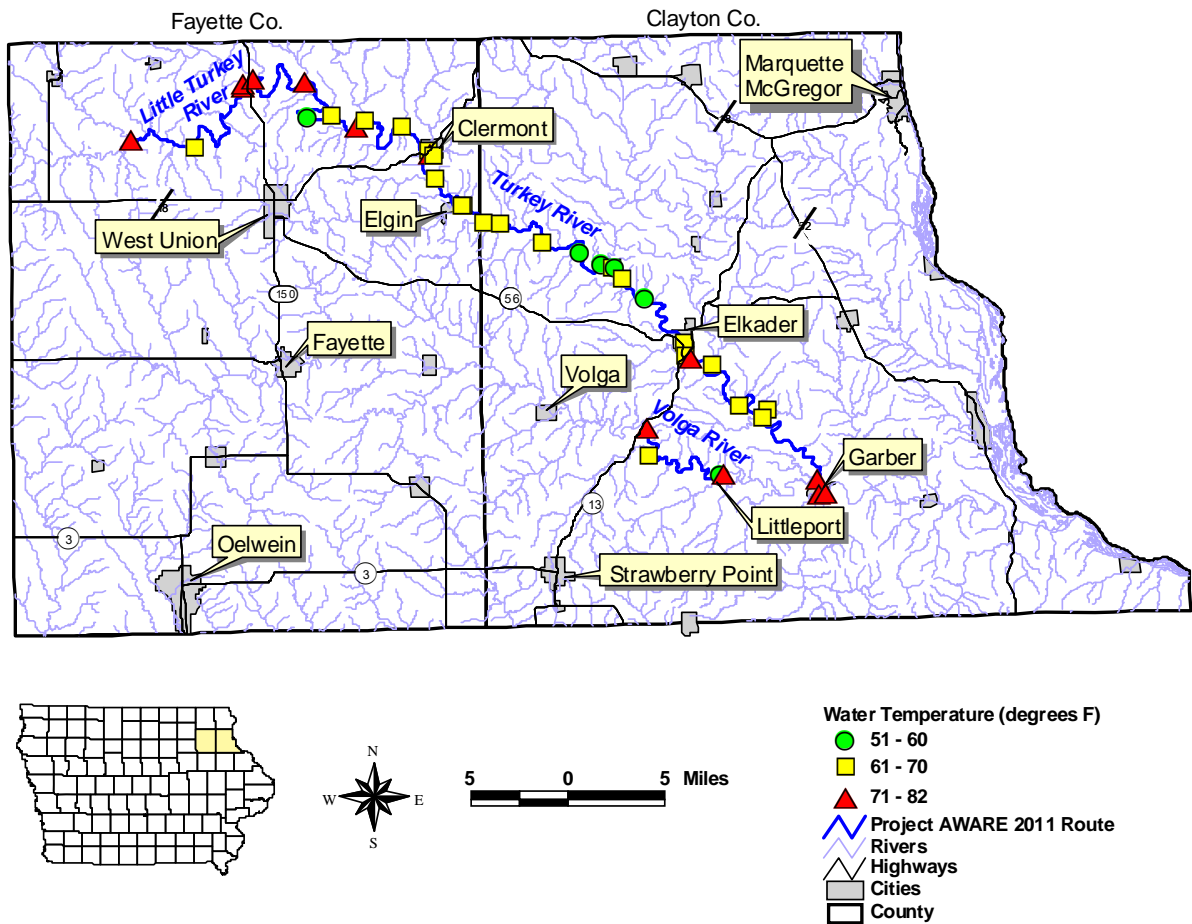 Fayette Co.
Clayton Co.
Little Turkey
River
Marquette
McGregor
Clermont
Turkey River
Elgin
West Union
150
56
Elkader
Fayette
Volga
Volga River
Garber
Littleport
13
3
Oelwein
3
Strawberry Point
Water Temperature (degrees F)
51 - 60
61 - 70
71 - 82
Project AWARE 2011 Route
Rivers
Highways
Cities
County
N
W
E
S
5
0
5
Miles